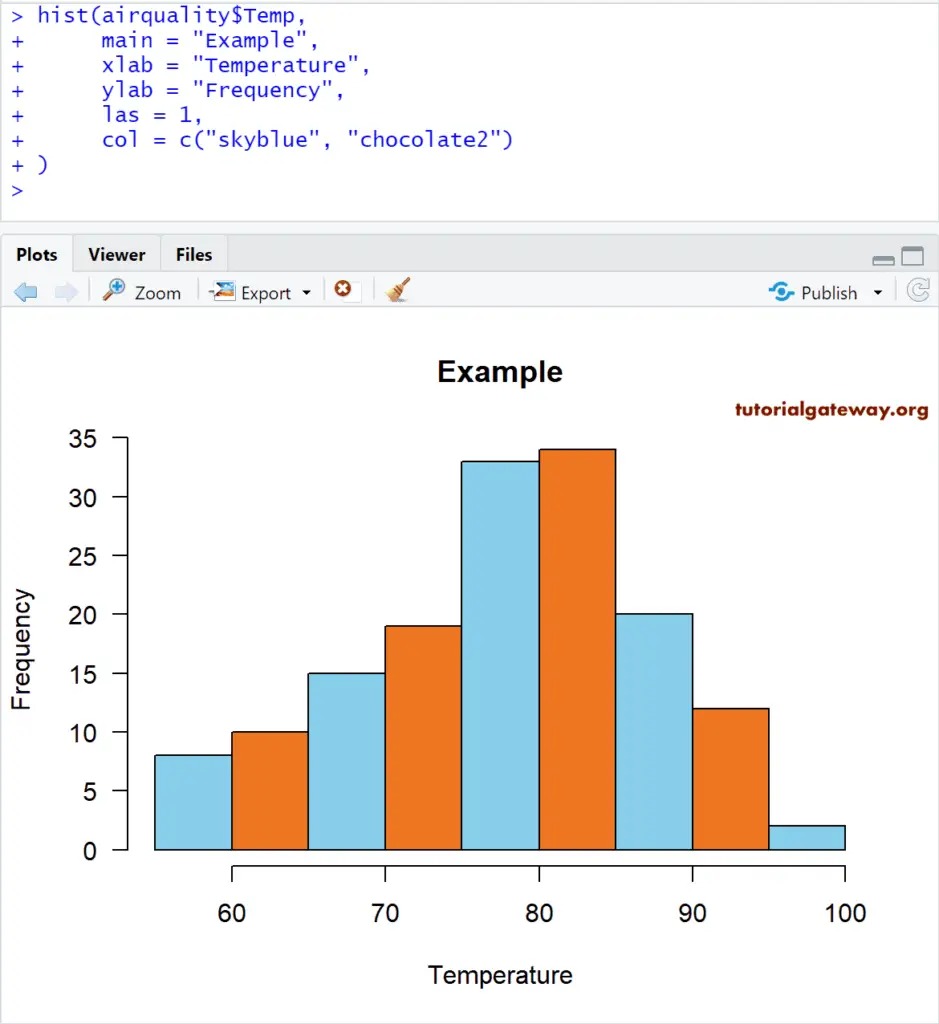 > hist(airquality$Temp,
+      main = "Example",
+      xlab = "Temperature",
+      ylab = "Frequency",
+      las = 1,
+      col = c("skyblue", "chocolate2")
+ )
>
Plots Viewer Files
Zoom Export Publish
Example
tutorialgateway.org
35
30
25
20
15
10
5
0
Frequency
60 70 80 90 100
Temperature